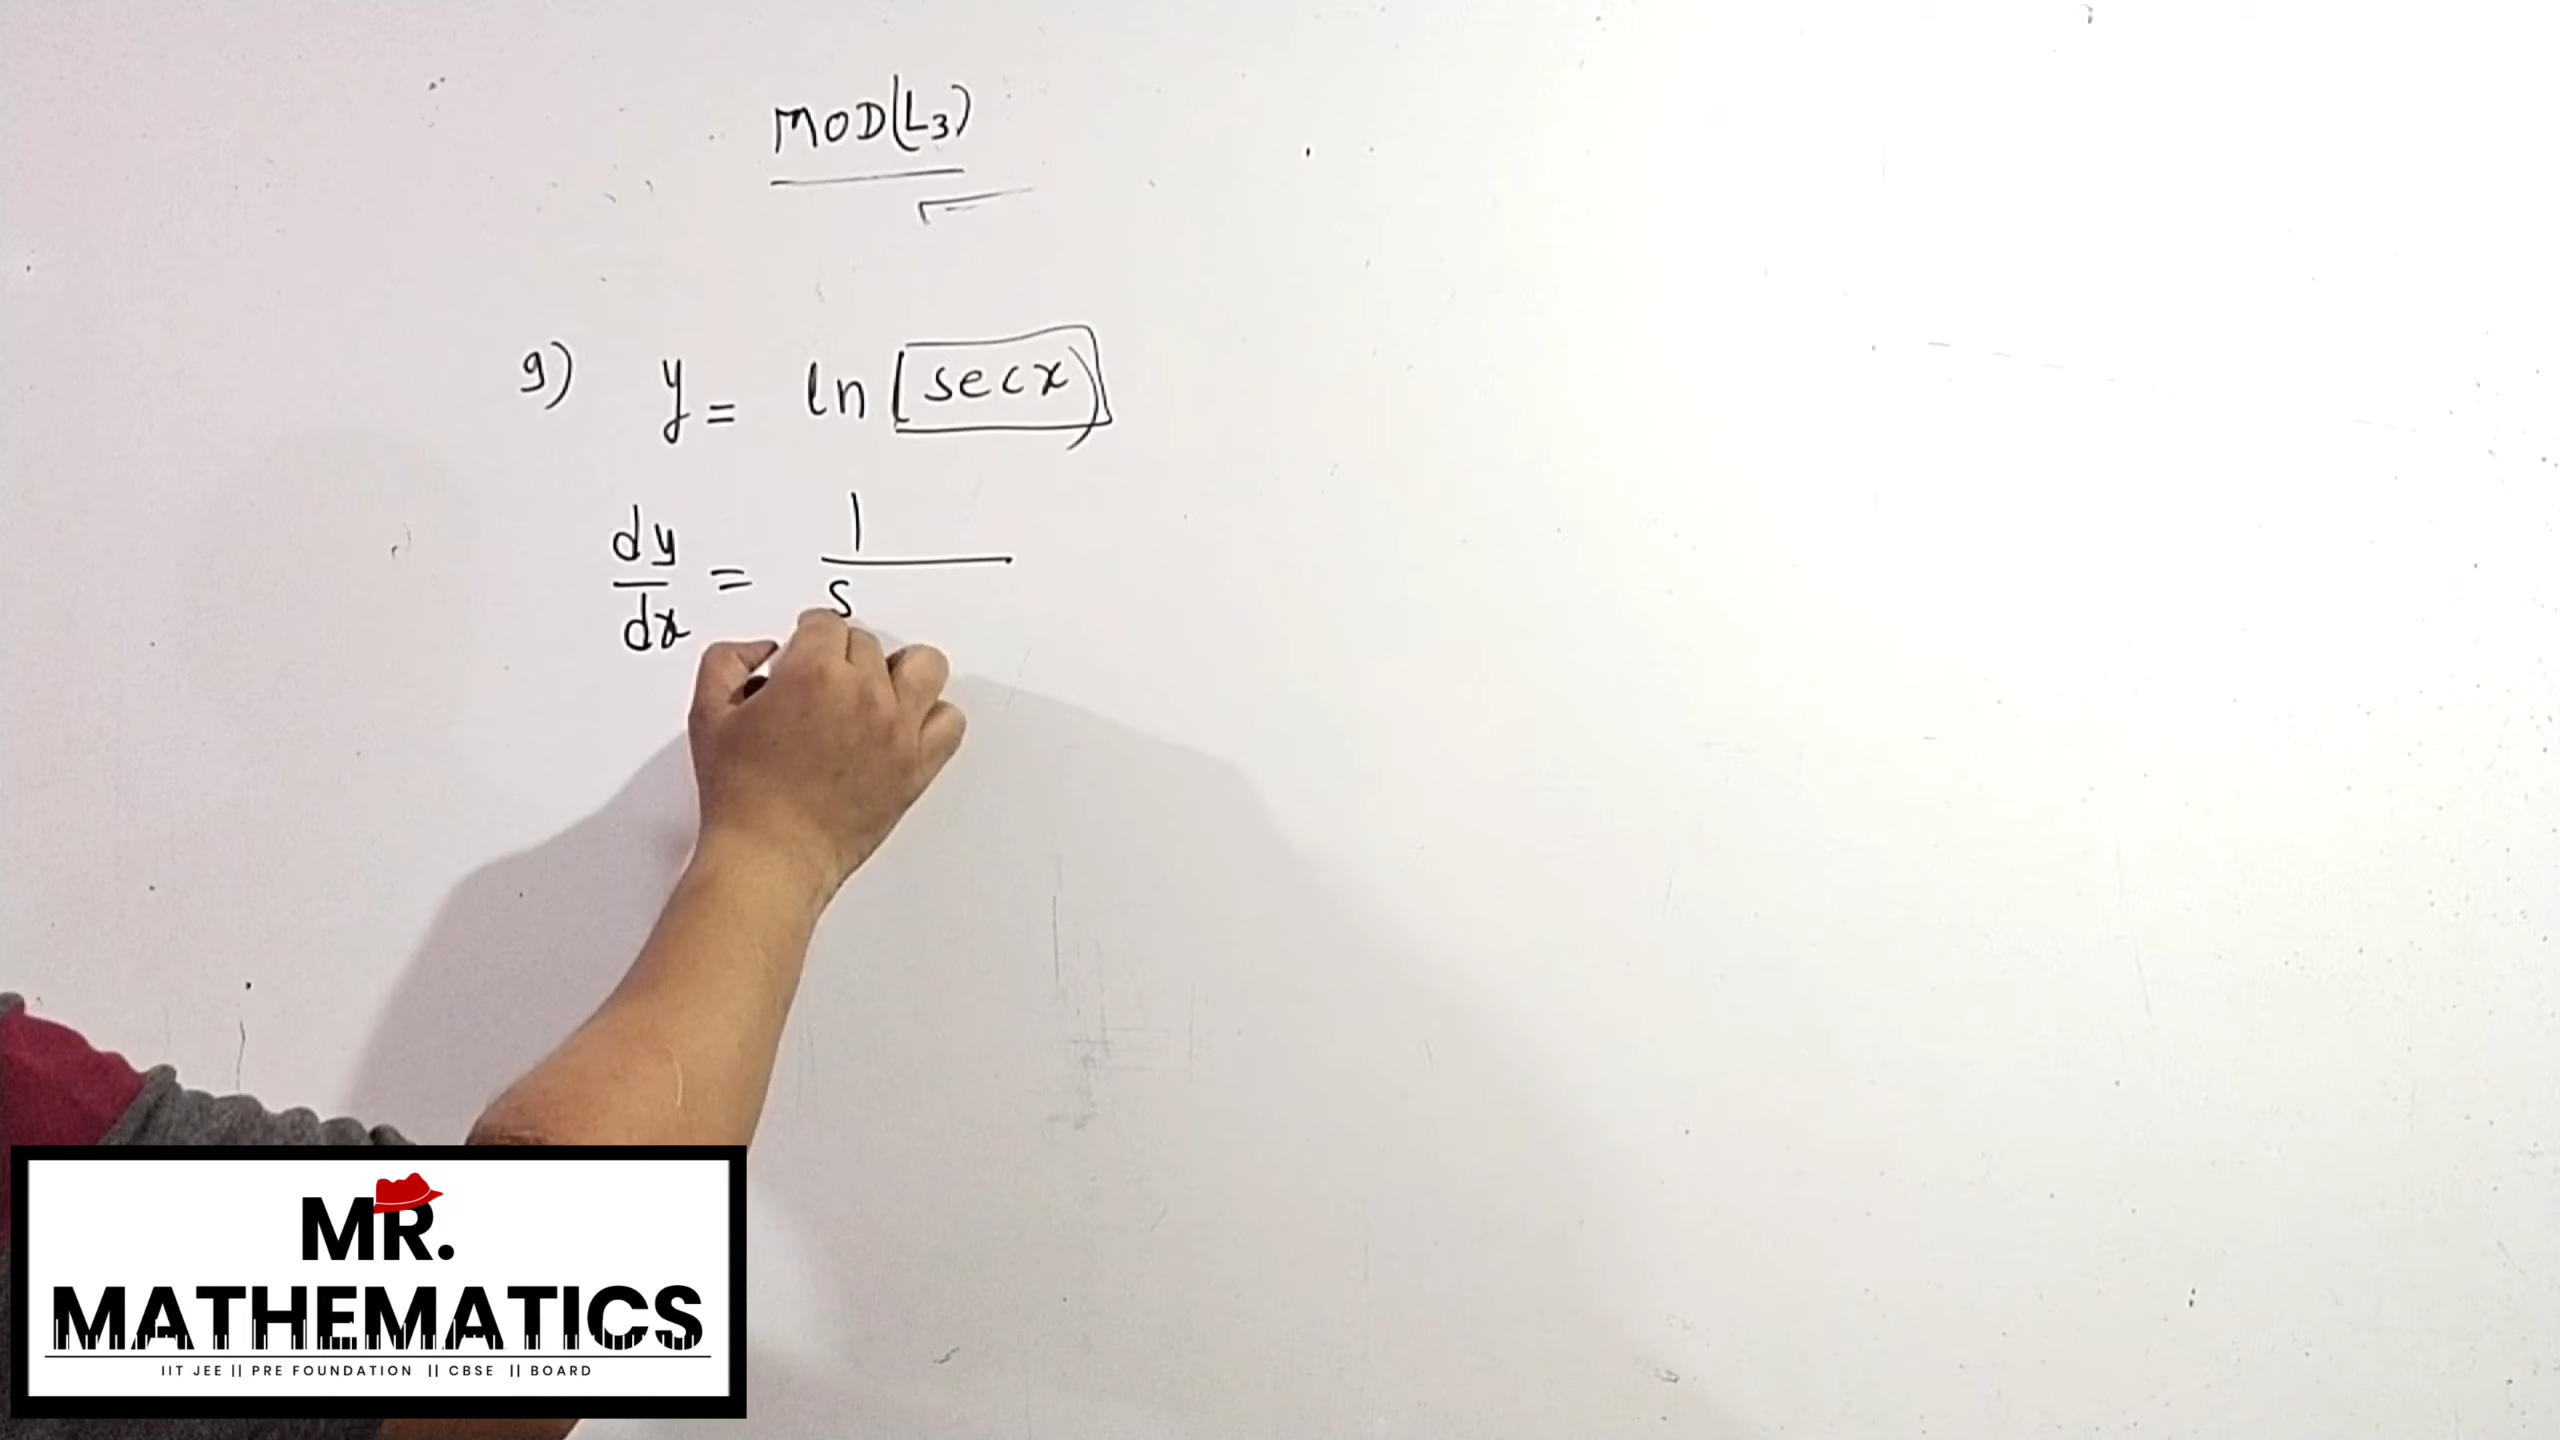 MOD(L3)
9) y = ln(secx)
dy/dx = 1/s
MR.
MATHEMATICS
IIT JEE || PRE FOUNDATION || CBSE || BOARD